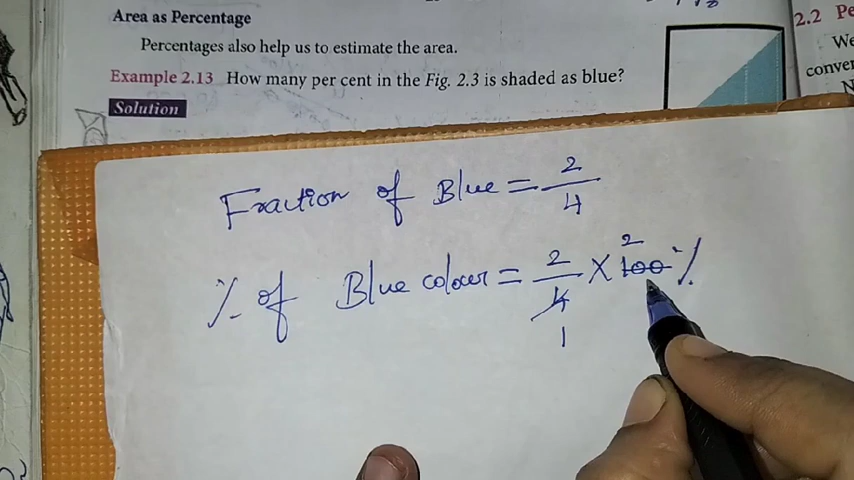 Area as Percentage
Percentages also help us to estimate the area.
Example 2.13 How many per cent in the Fig. 2.3 is shaded as blue?
Solution
2.2 Pe
We
conver
Fraction of Blue = 2/4
2
% of Blue colour = 2/4 × 100%
1